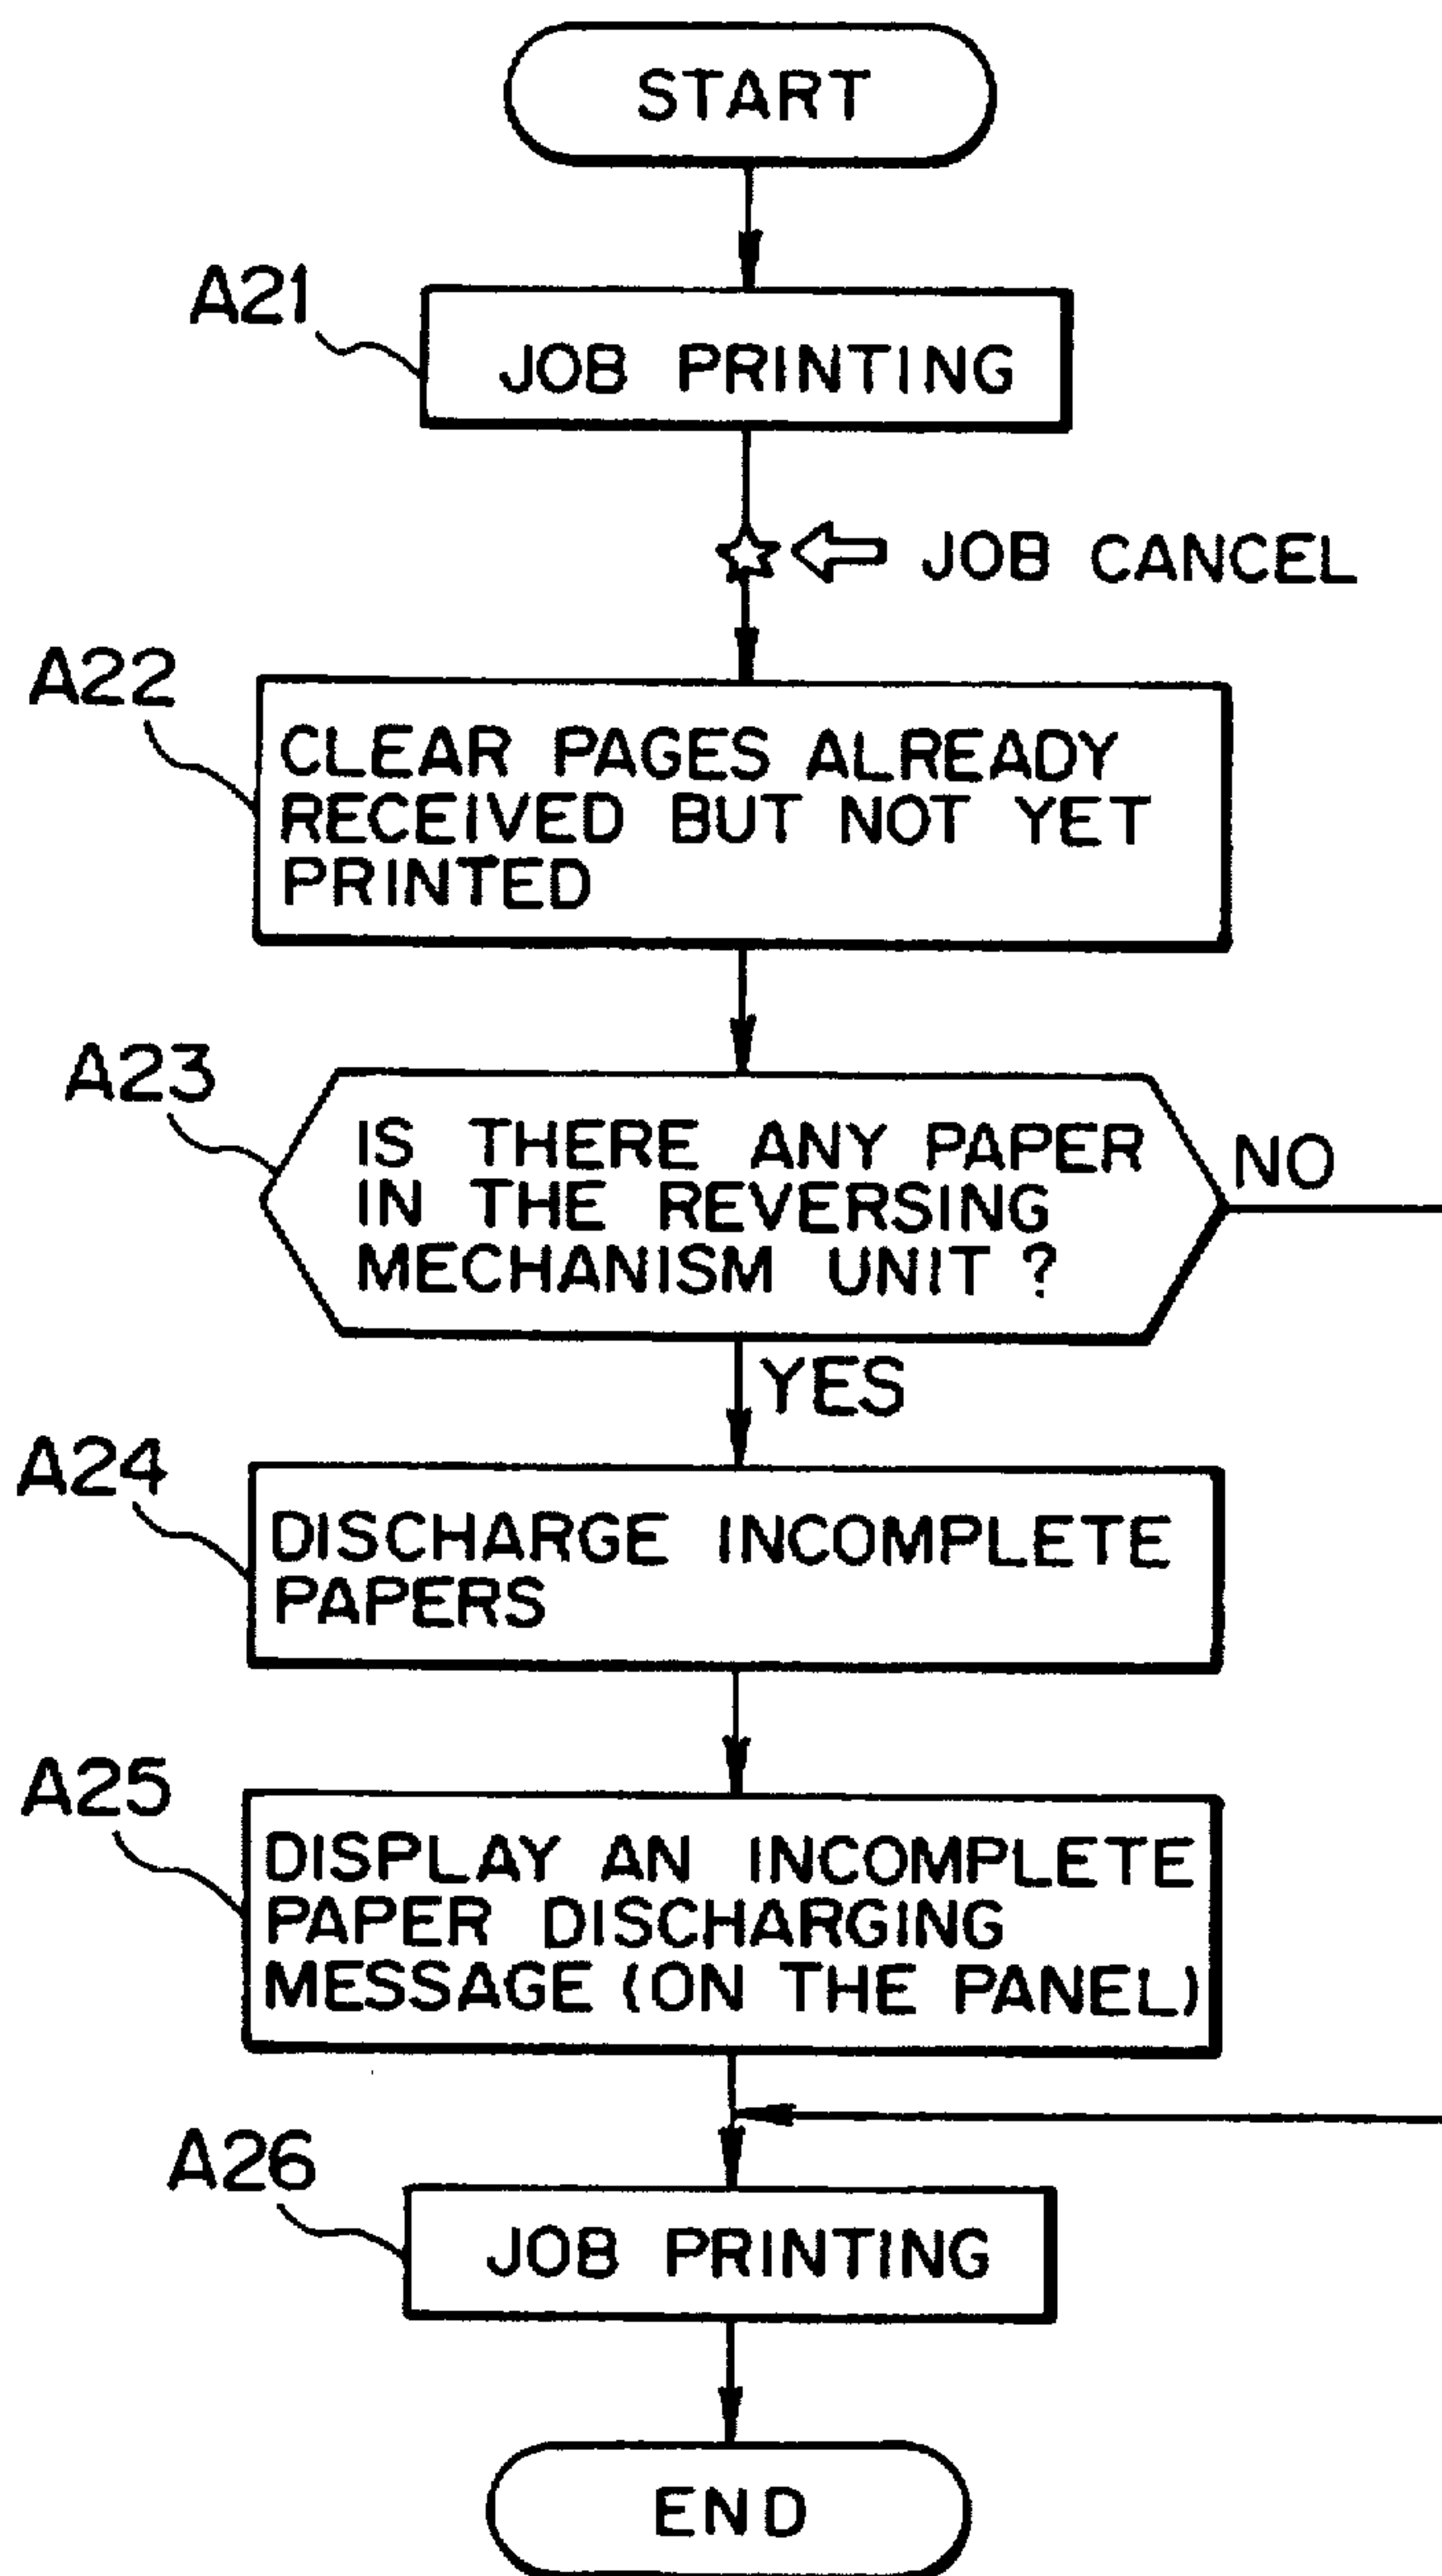 START
A21
JOB PRINTING
JOB CANCEL
A22
CLEAR PAGES ALREADY
RECEIVED BUT NOT YET
PRINTED
A23
IS THERE ANY PAPER
IN THE REVERSING
MECHANISM UNIT ?
NO
YES
A24
DISCHARGE INCOMPLETE
PAPERS
A25
DISPLAY AN INCOMPLETE
PAPER DISCHARGING
MESSAGE (ON THE PANEL)
A26
JOB PRINTING
END